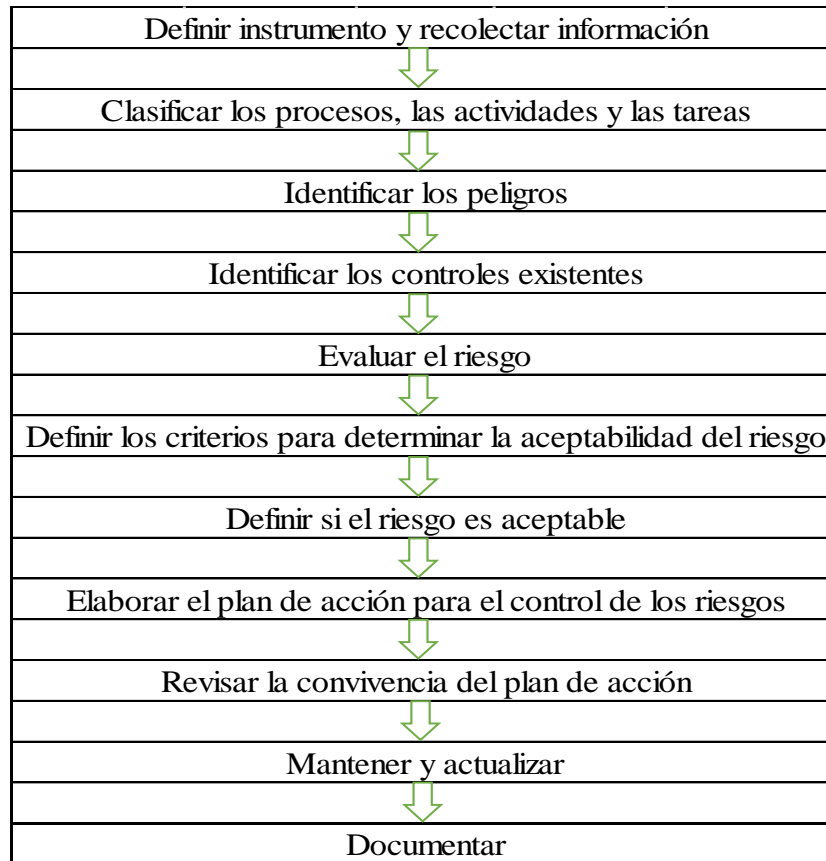 Definir instrumento y recolectar información
Clasificar los procesos, las actividades y las tareas
Identificar los peligros
Identificar los controles existentes
Evaluar el riesgo
Definir los criterios para determinar la aceptabilidad del riesgo
Definir si el riesgo es aceptable
Elaborar el plan de acción para el control de los riesgos
Revisar la convivencia del plan de acción
Mantener y actualizar
Documentar